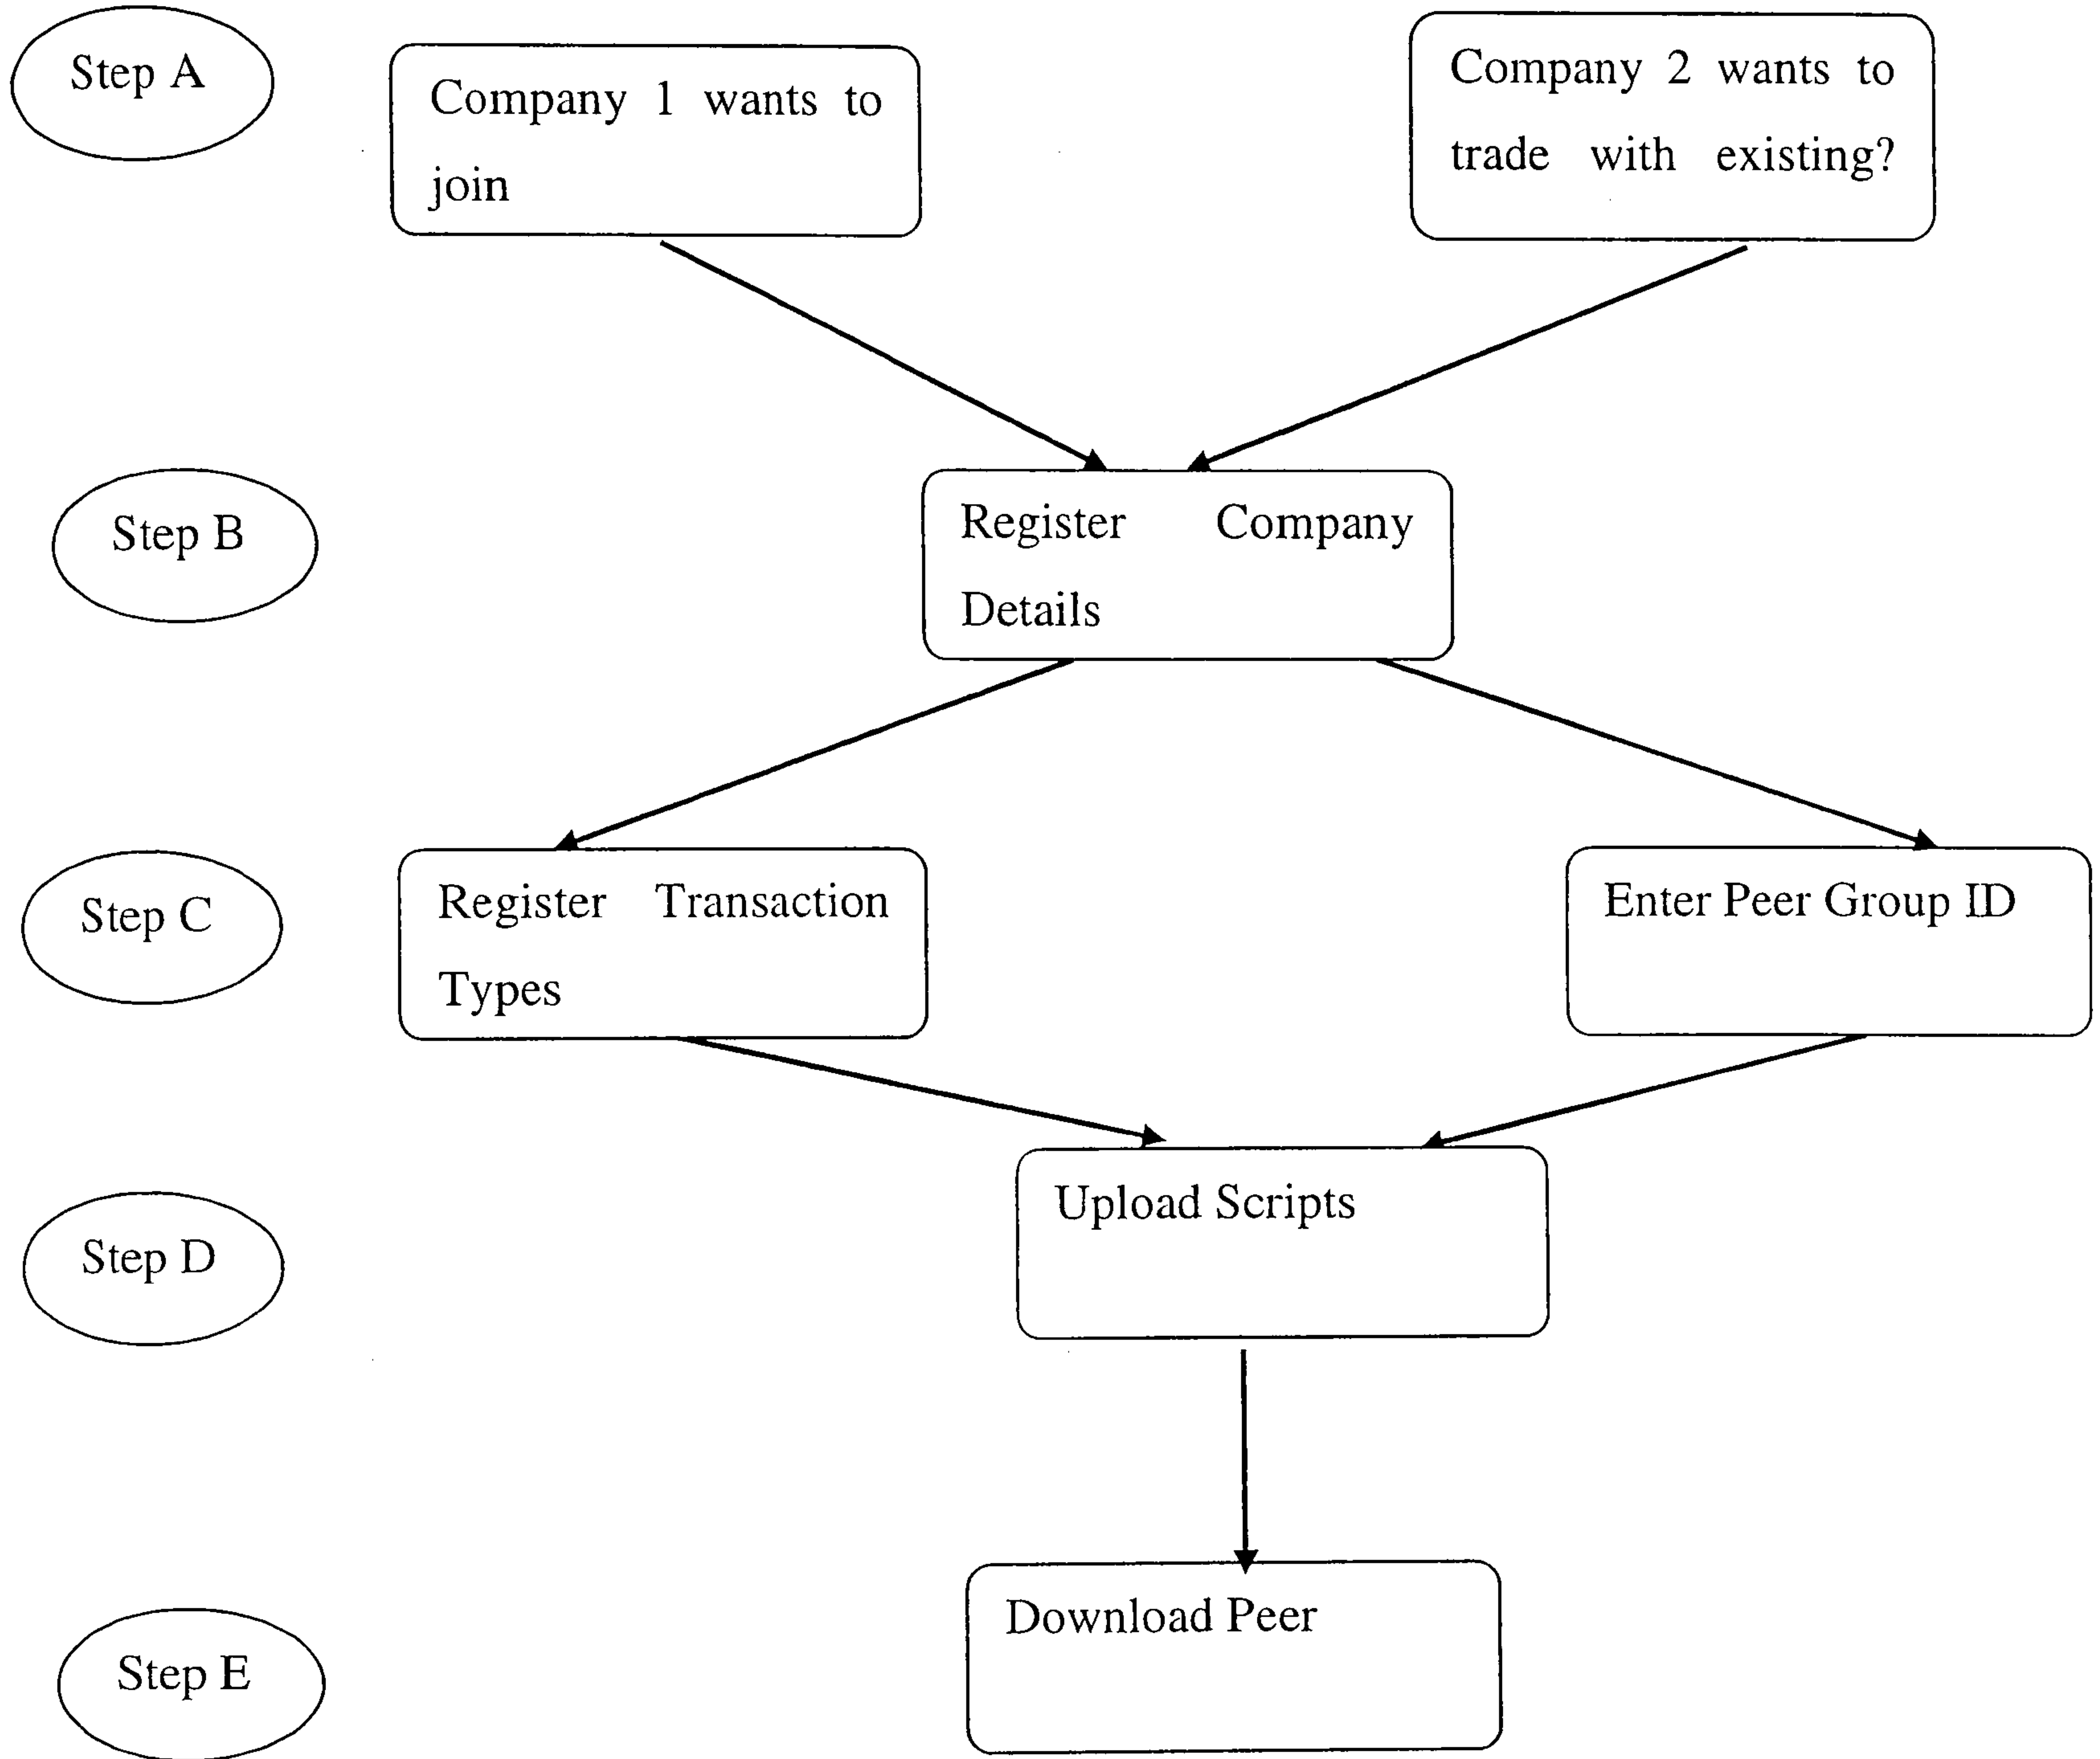 Step A
Company 1 wants to
join
Company 2 wants to
trade with existing?
Step B
Register Company
Details
Step C
Register Transaction
Types
Enter Peer Group ID
Step D
Upload Scripts
Step E
Download Peer